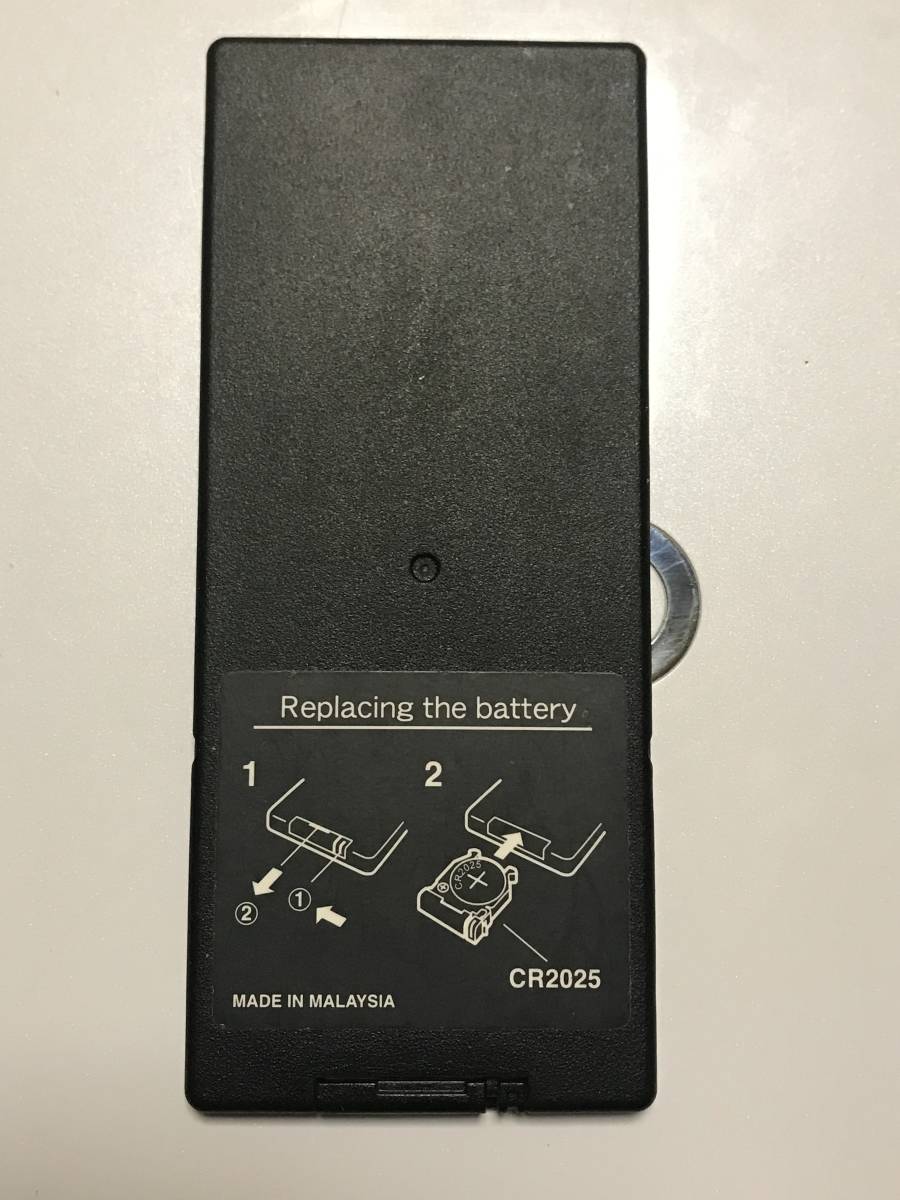 Replacing the battery
1
2
②
①
CR2025
CR2025
MADE IN MALAYSIA